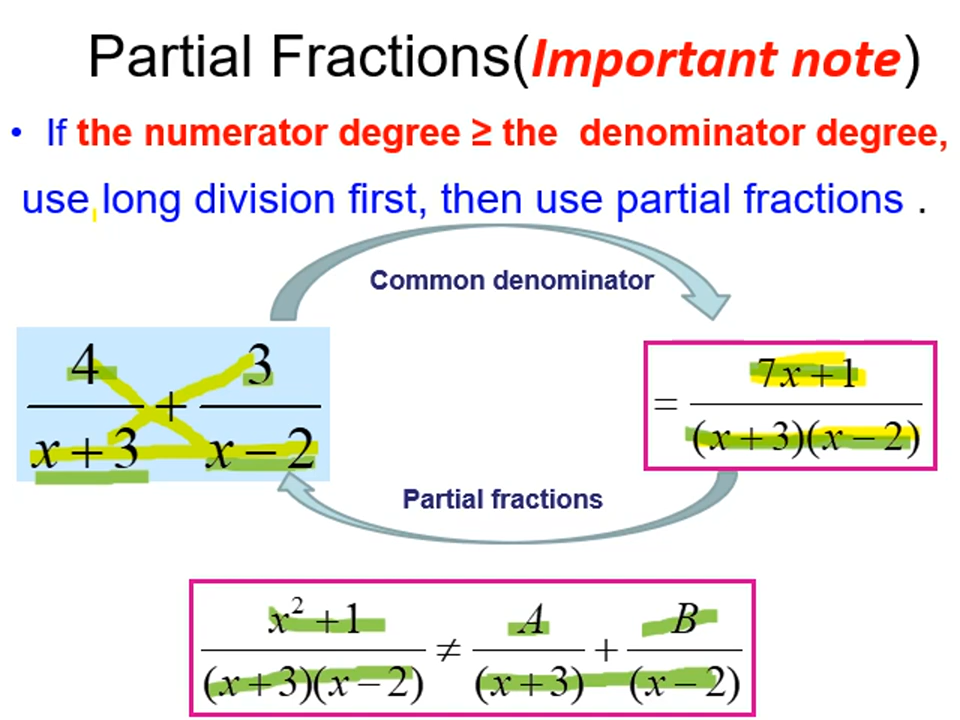 Partial Fractions(Important note)
• If the numerator degree ≥ the denominator degree,
use long division first, then use partial fractions .
Common denominator
4/(x + 3) + 3/(x − 2)
= (7x + 1)/((x + 3)(x − 2))
Partial fractions
(x² + 1)/((x + 3)(x − 2)) ≠ A/(x + 3) + B/(x − 2)